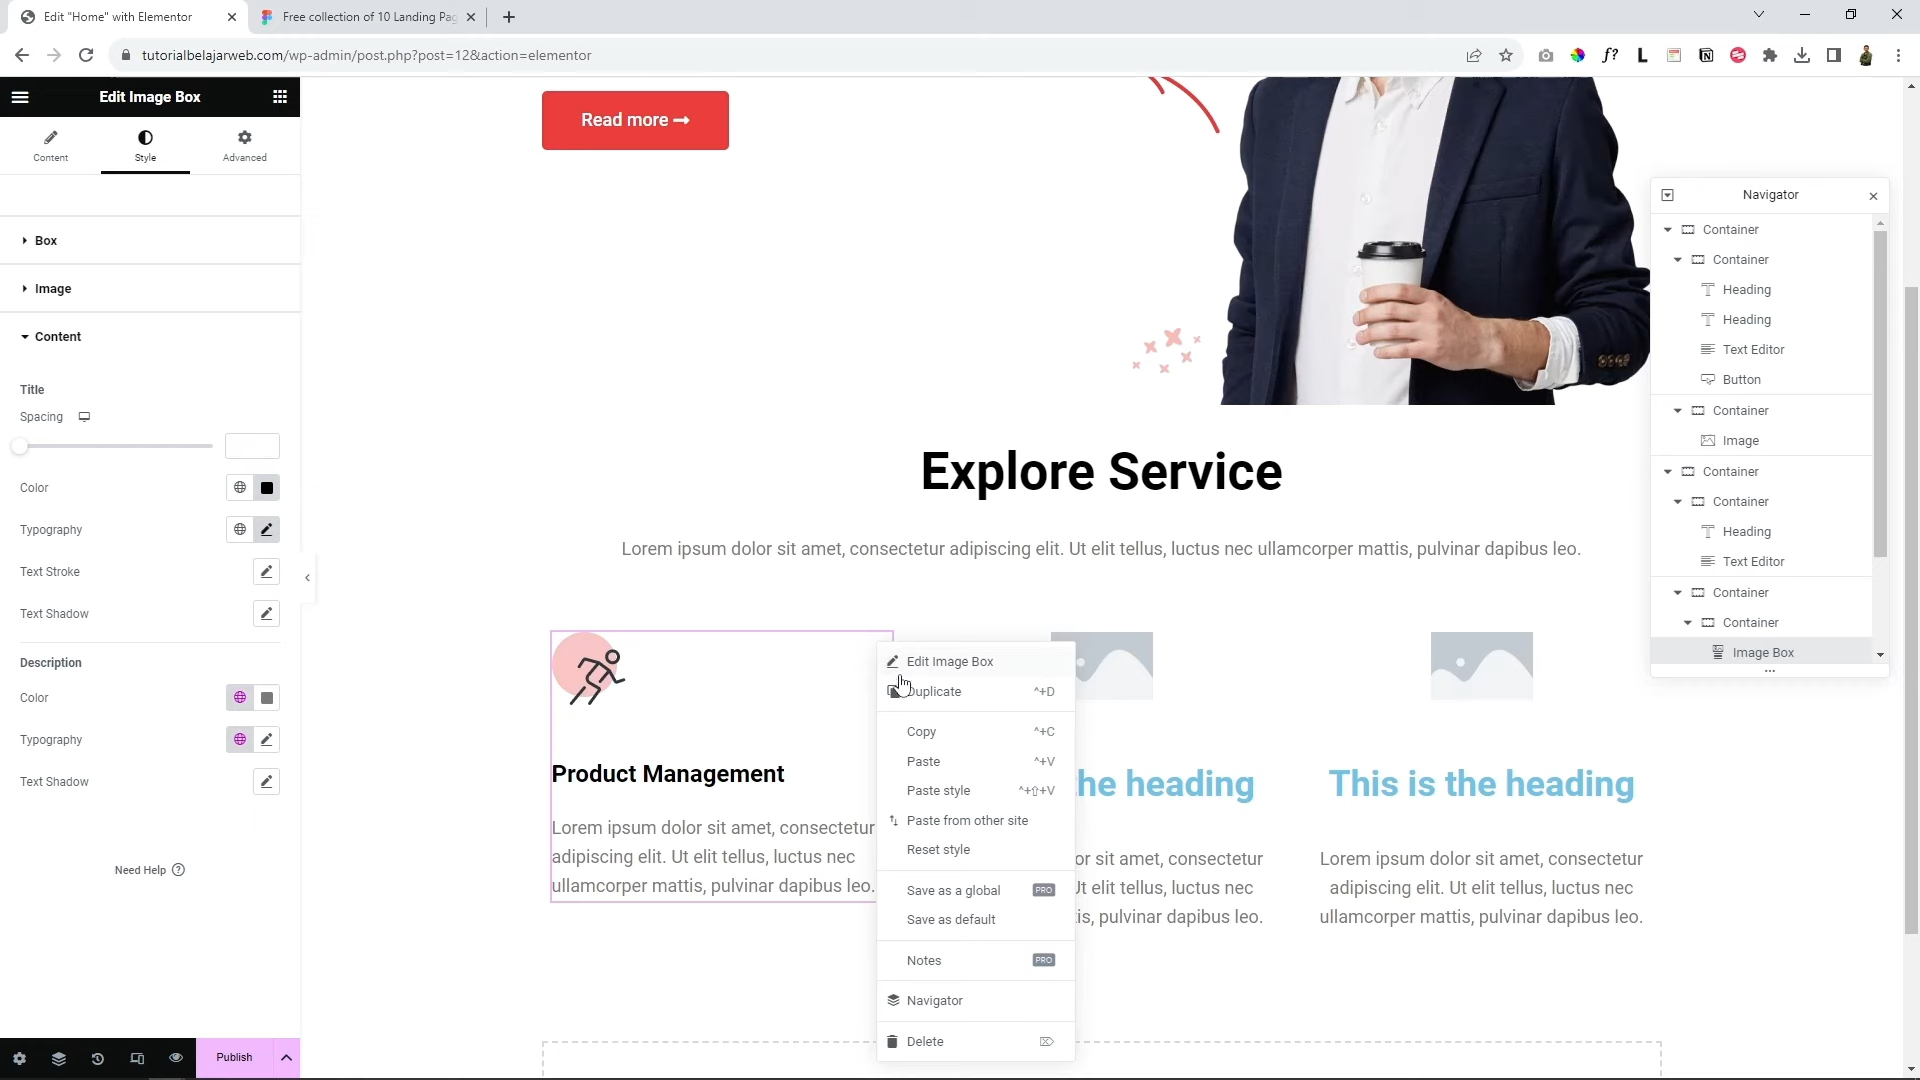 Edit "Home" with Elementor
Free collection of 10 Landing Pag
tutorialbelajarweb.com/wp-admin/post.php?post=12&action=elementor
Edit Image Box
Content
Style
Advanced
Box
Image
Content
Title
Spacing
Color
Typography
Text Stroke
Text Shadow
Description
Color
Typography
Text Shadow
Need Help
Publish
Read more
Explore Service
Lorem ipsum dolor sit amet, consectetur adipiscing elit. Ut elit tellus, luctus nec ullamcorper mattis, pulvinar dapibus leo.
Product Management
Lorem ipsum dolor sit amet, consectetur
adipiscing elit. Ut elit tellus, luctus nec
ullamcorper mattis, pulvinar dapibus leo.
Edit Image Box
Duplicate ^+D
Copy ^+C
Paste ^+V
Paste style ^+⇧+V
Paste from other site
Reset style
Save as a global PRO
Save as default
Notes PRO
Navigator
Delete
the heading
or sit amet, consectetur
Ut elit tellus, luctus nec
is, pulvinar dapibus leo.
This is the heading
Lorem ipsum dolor sit amet, consectetur
adipiscing elit. Ut elit tellus, luctus nec
ullamcorper mattis, pulvinar dapibus leo.
Navigator
Container
Container
Heading
Heading
Text Editor
Button
Container
Image
Container
Container
Heading
Text Editor
Container
Container
Image Box